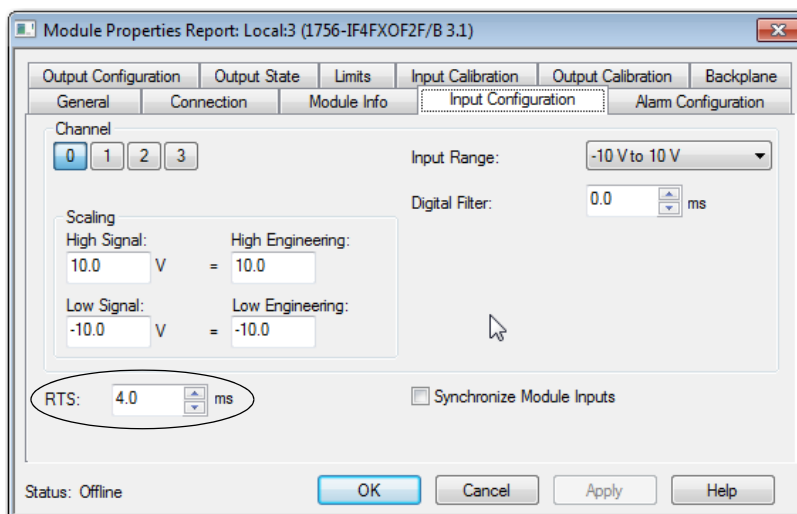 Module Properties Report: Local:3 (1756-IF4FXOF2F/B 3.1)
Output Configuration Output State Limits Input Calibration Output Calibration Backplane
General Connection Module Info Input Configuration Alarm Configuration
Channel
0 1 2 3
Input Range: -10 V to 10 V
Digital Filter: 0.0 ms
Scaling
High Signal: High Engineering:
10.0 V = 10.0
Low Signal: Low Engineering:
-10.0 V = -10.0
RTS: 4.0 ms
Synchronize Module Inputs
Status: Offline
OK Cancel Apply Help